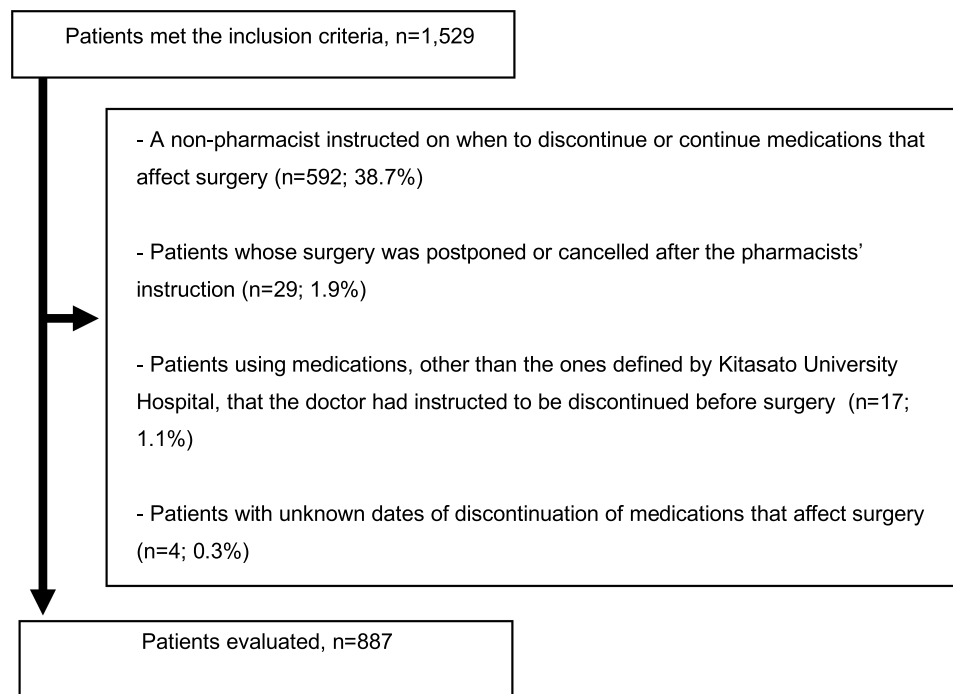 Patients met the inclusion criteria, n=1,529
- A non-pharmacist instructed on when to discontinue or continue medications that
affect surgery (n=592; 38.7%)
- Patients whose surgery was postponed or cancelled after the pharmacists’
instruction (n=29; 1.9%)
- Patients using medications, other than the ones defined by Kitasato University
Hospital, that the doctor had instructed to be discontinued before surgery (n=17;
1.1%)
- Patients with unknown dates of discontinuation of medications that affect surgery
(n=4; 0.3%)
Patients evaluated, n=887